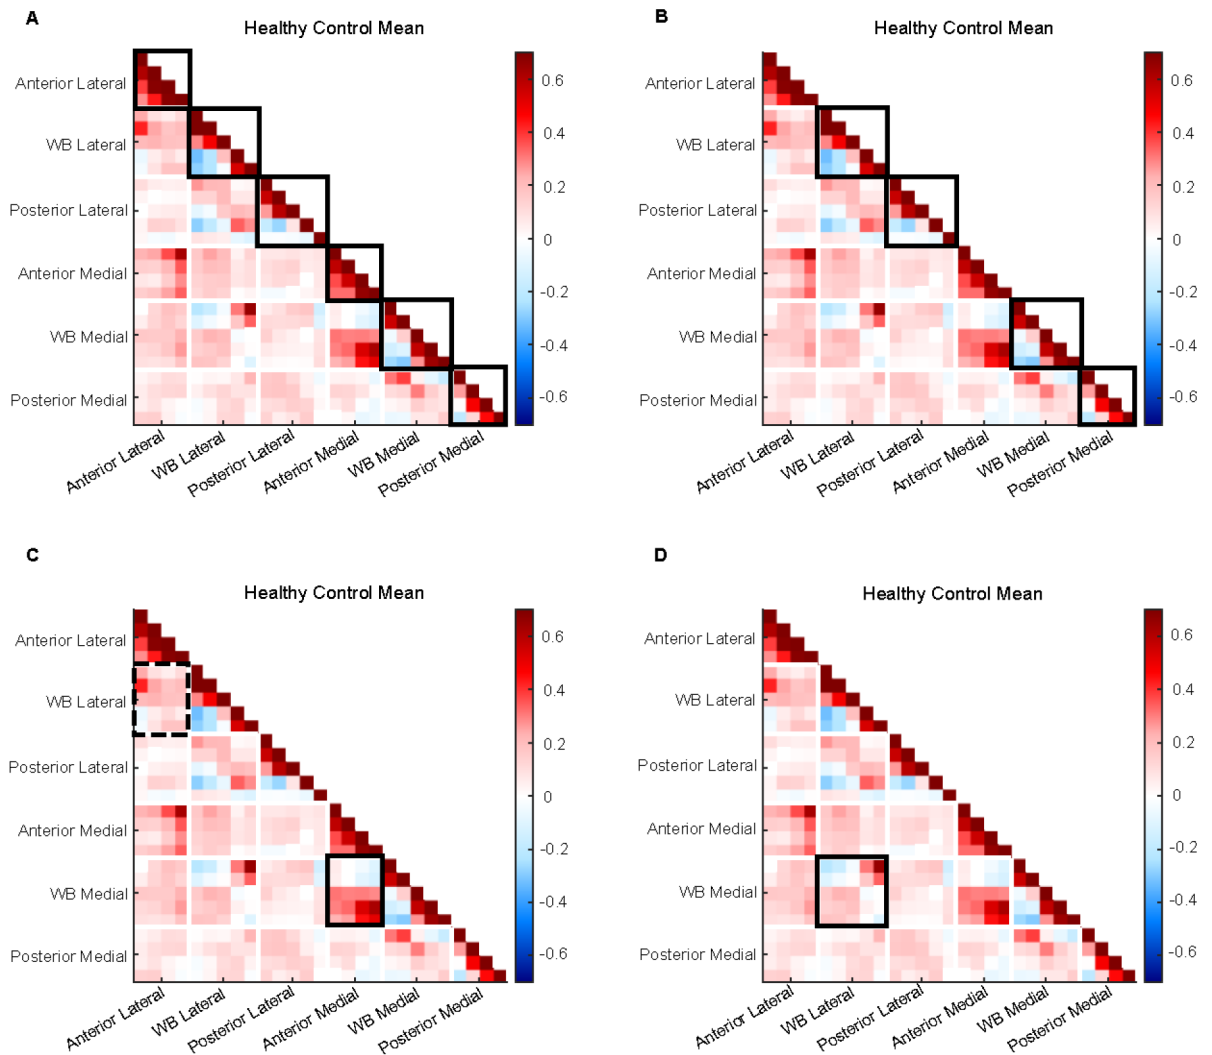 A
Healthy Control Mean
Anterior Lateral
WB Lateral
Posterior Lateral
Anterior Medial
WB Medial
Posterior Medial
Anterior Lateral
WB Lateral
Posterior Lateral
Anterior Medial
WB Medial
Posterior Medial
0.6
0.4
0.2
0
-0.2
-0.4
-0.6
B
Healthy Control Mean
Anterior Lateral
WB Lateral
Posterior Lateral
Anterior Medial
WB Medial
Posterior Medial
Anterior Lateral
WB Lateral
Posterior Lateral
Anterior Medial
WB Medial
Posterior Medial
0.6
0.4
0.2
0
-0.2
-0.4
-0.6
C
Healthy Control Mean
Anterior Lateral
WB Lateral
Posterior Lateral
Anterior Medial
WB Medial
Posterior Medial
Anterior Lateral
WB Lateral
Posterior Lateral
Anterior Medial
WB Medial
Posterior Medial
0.6
0.4
0.2
0
-0.2
-0.4
-0.6
D
Healthy Control Mean
Anterior Lateral
WB Lateral
Posterior Lateral
Anterior Medial
WB Medial
Posterior Medial
Anterior Lateral
WB Lateral
Posterior Lateral
Anterior Medial
WB Medial
Posterior Medial
0.6
0.4
0.2
0
-0.2
-0.4
-0.6